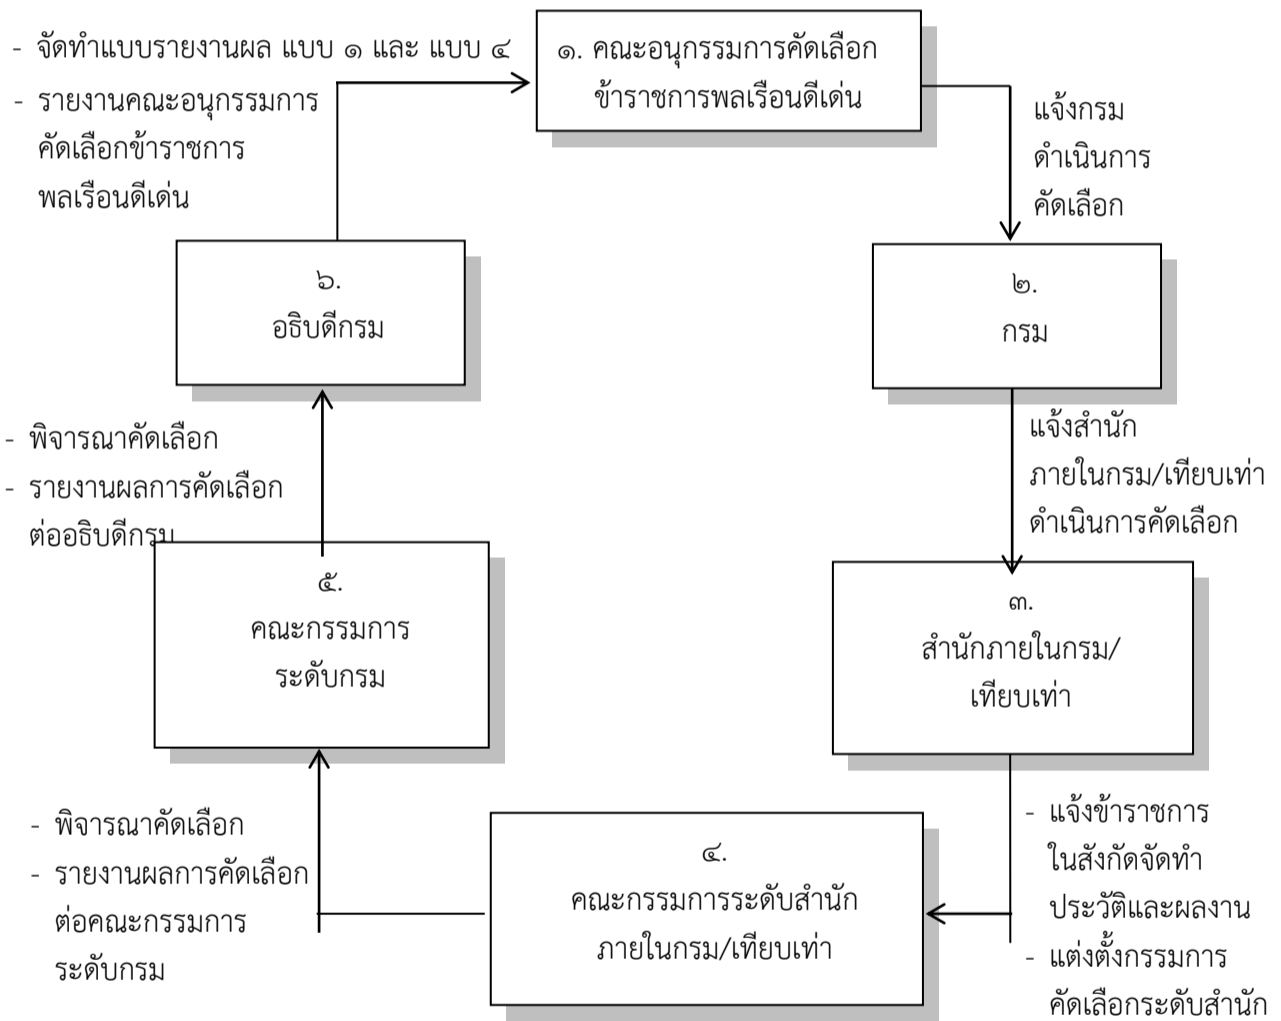 - จัดทำแบบรายงานผล แบบ ๑ และ แบบ ๔
- รายงานคณะอนุกรรมการ
คัดเลือกข้าราชการ
พลเรือนดีเด่น
๑. คณะอนุกรรมการคัดเลือก
ข้าราชการพลเรือนดีเด่น
แจ้งกรม
ดำเนินการ
คัดเลือก
๒.
กรม
แจ้งสำนัก
ภายในกรม/เทียบเท่า
ดำเนินการคัดเลือก
๓.
สำนักภายในกรม/
เทียบเท่า
- แจ้งข้าราชการ
ในสังกัดจัดทำ
ประวัติและผลงาน
- แต่งตั้งกรรมการ
คัดเลือกระดับสำนัก
๔.
คณะกรรมการระดับสำนัก
ภายในกรม/เทียบเท่า
- พิจารณาคัดเลือก
- รายงานผลการคัดเลือก
ต่อคณะกรรมการ
ระดับกรม
๕.
คณะกรรมการ
ระดับกรม
- พิจารณาคัดเลือก
- รายงานผลการคัดเลือก
ต่ออธิบดีกรม
๖.
อธิบดีกรม